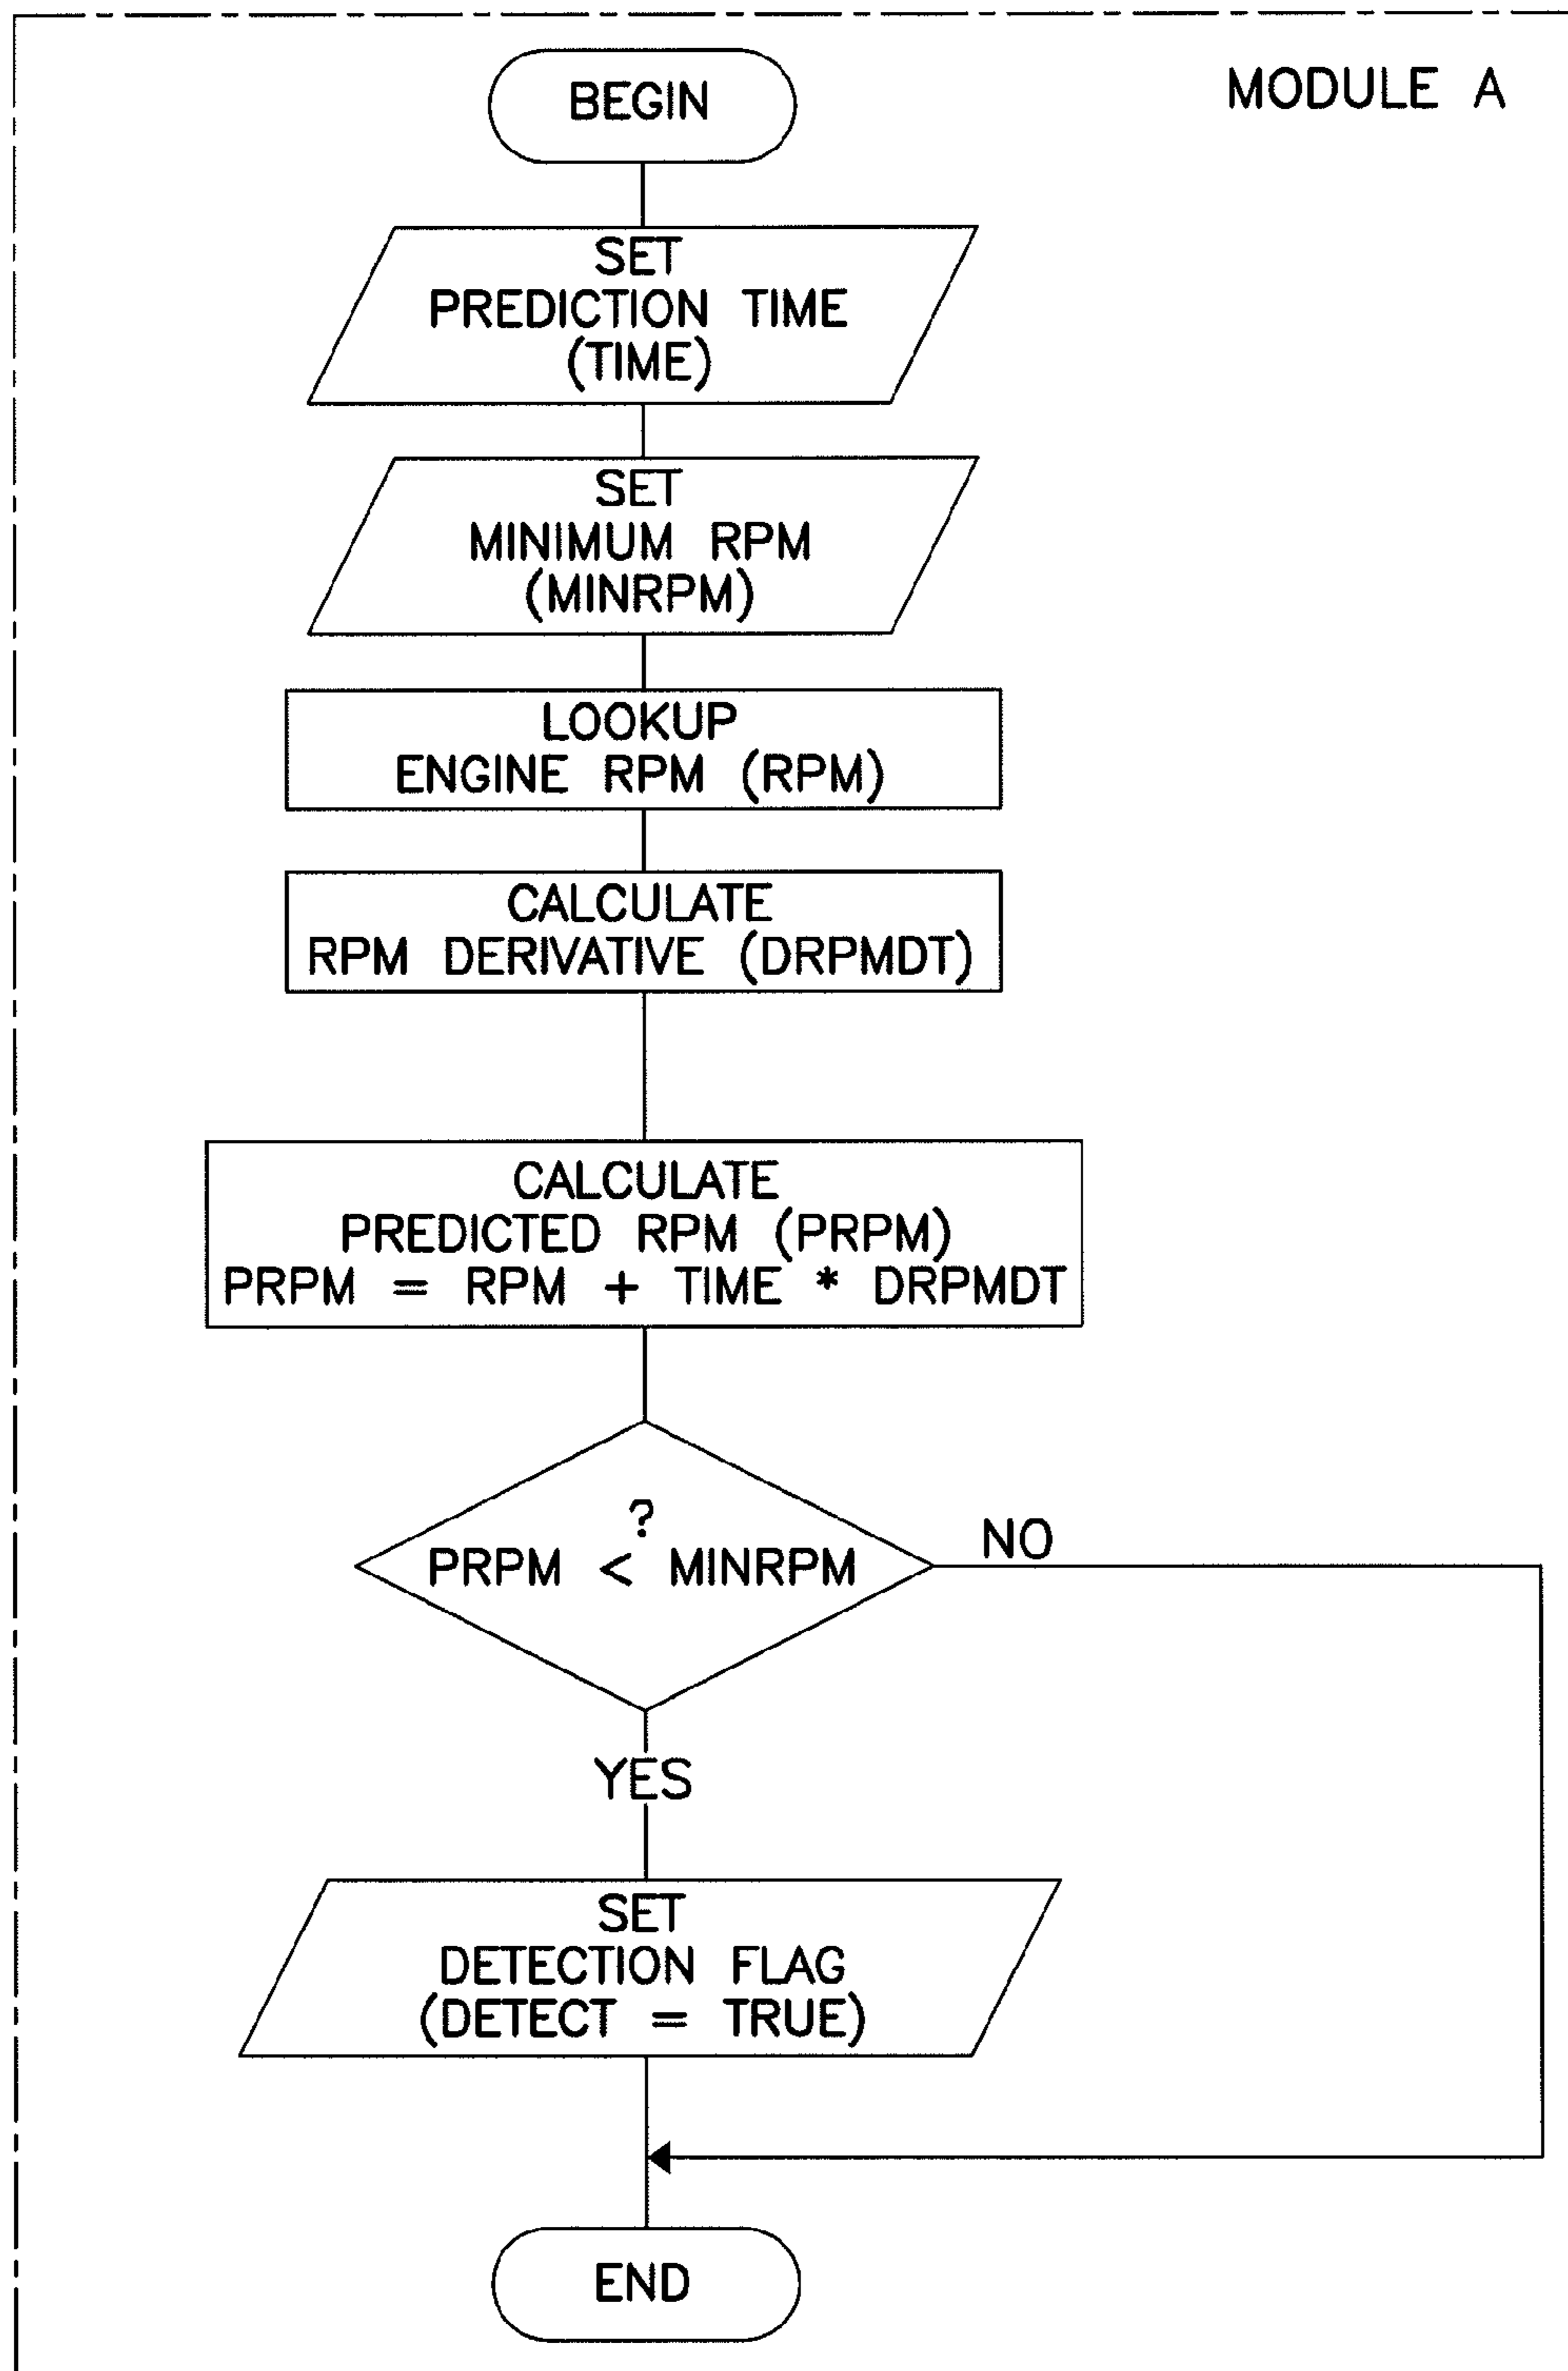 MODULE A
BEGIN
SET
PREDICTION TIME
(TIME)
SET
MINIMUM RPM
(MINRPM)
LOOKUP
ENGINE RPM (RPM)
CALCULATE
RPM DERIVATIVE (DRPMDT)
CALCULATE
PREDICTED RPM (PRPM)
PRPM = RPM + TIME * DRPMDT
?
PRPM < MINRPM
NO
YES
SET
DETECTION FLAG
(DETECT = TRUE)
END